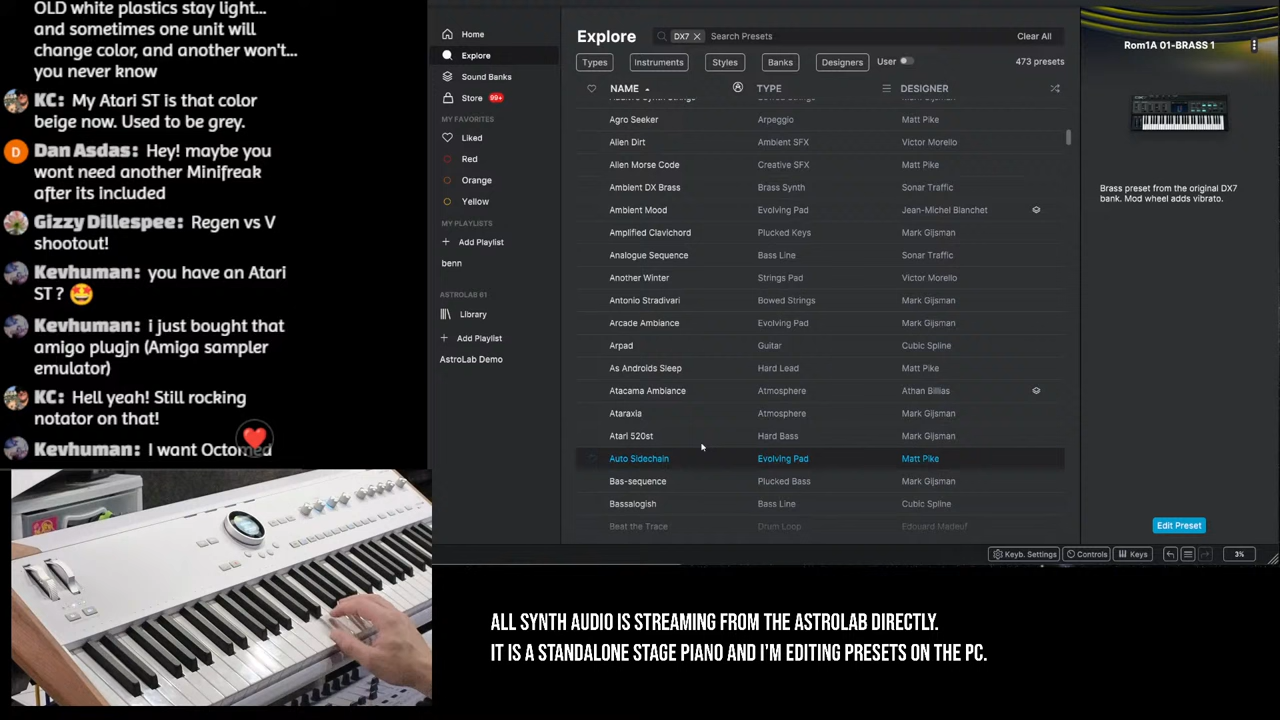 OLD white plastics stay light...
and sometimes one unit will
change color, and another won't...
you never know
KC: My Atari ST is that color
beige now. Used to be grey.
D
Dan Asdas: Hey! maybe you
wont need another Minifreak
after its included
Gizzy Dillespee: Regen vs V
shootout!
Kevhuman: you have an Atari
ST ?
Kevhuman: i just bought that
amigo plugjn (Amiga sampler
emulator)
KC: Hell yeah! Still rocking
notator on that!
Kevhuman: I want Octomed
Home
Explore
Sound Banks
Store 99+
MY FAVORITES
Liked
Red
Orange
Yellow
MY PLAYLISTS
Add Playlist
benn
ASTROLAB 61
Library
Add Playlist
AstroLab Demo
Explore DX7 Search Presets Clear All
Types Instruments Styles Banks Designers User 473 presets
NAME TYPE DESIGNER
Agro Seeker Arpeggio Matt Pike
Alien Dirt Ambient SFX Victor Morello
Alien Morse Code Creative SFX Matt Pike
Ambient DX Brass Brass Synth Sonar Traffic
Ambient Mood Evolving Pad Jean-Michel Blanchet
Amplified Clavichord Plucked Keys Mark Gijsman
Analogue Sequence Bass Line Sonar Traffic
Another Winter Strings Pad Victor Morello
Antonio Stradivari Bowed Strings Mark Gijsman
Arcade Ambiance Evolving Pad Mark Gijsman
Arpad Guitar Cubic Spline
As Androids Sleep Hard Lead Matt Pike
Atacama Ambiance Atmosphere Athan Billias
Ataraxia Atmosphere Mark Gijsman
Atari 520st Hard Bass Mark Gijsman
Auto Sidechain Evolving Pad Matt Pike
Bas-sequence Plucked Bass Mark Gijsman
Bassalogish Bass Line Cubic Spline
Beat the Trace Drum Loop Edouard Madeuf
Rom1A 01-BRASS 1
Brass preset from the original DX7
bank. Mod wheel adds vibrato.
Edit Preset
Keyb. Settings Controls Keys 3%
ALL SYNTH AUDIO IS STREAMING FROM THE ASTROLAB DIRECTLY.
IT IS A STANDALONE STAGE PIANO AND I'M EDITING PRESETS ON THE PC.